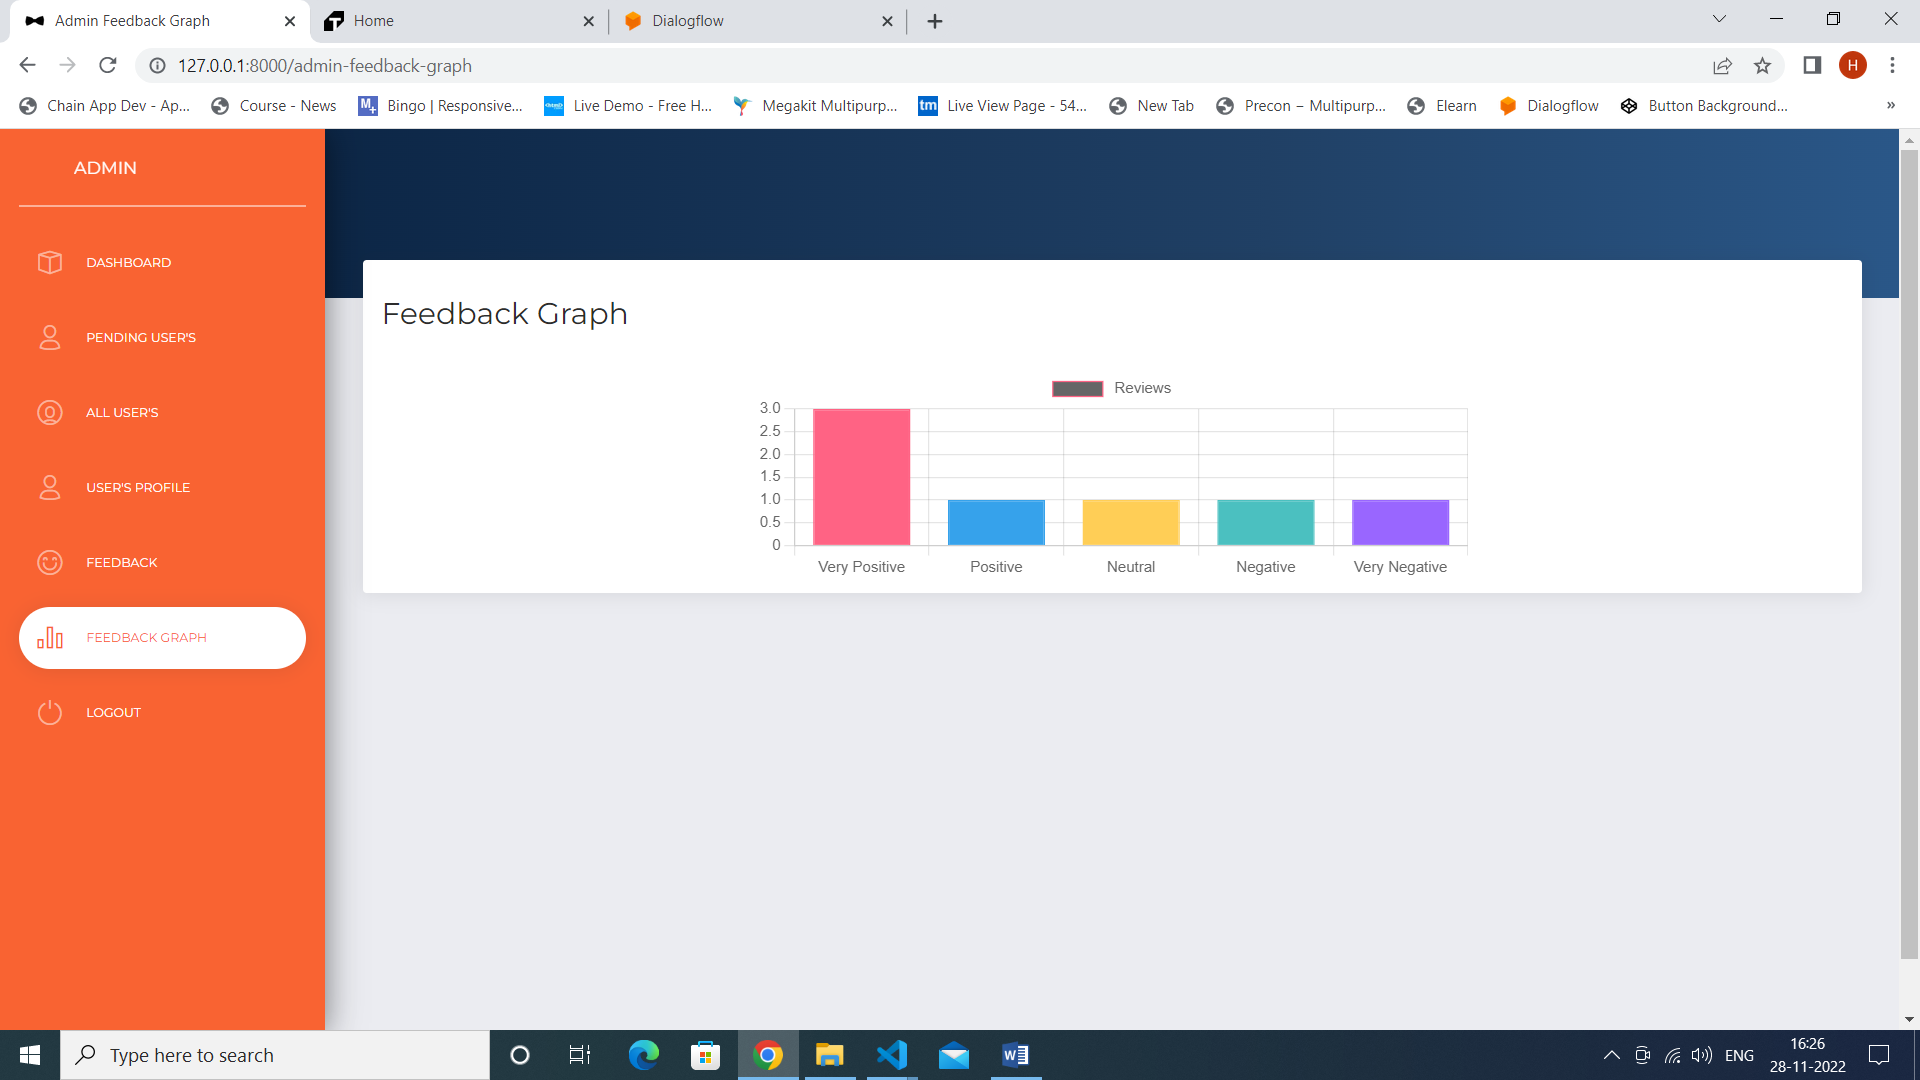 Admin Feedback Graph
Home
Dialogflow
127.0.0.1:8000/admin-feedback-graph
H
Chain App Dev - Ap...
Course - News
M+
Bingo | Responsive...
Live Demo - Free H...
Megakit Multipurp...
tm
Live View Page - 54...
New Tab
Precon – Multipurp...
Elearn
Dialogflow
Button Background...
»
ADMIN
DASHBOARD
PENDING USER'S
ALL USER'S
USER'S PROFILE
FEEDBACK
FEEDBACK GRAPH
LOGOUT
Feedback Graph
Reviews
3.0
2.5
2.0
1.5
1.0
0.5
0
Very Positive
Positive
Neutral
Negative
Very Negative
Type here to search
W
ENG
16:26
28-11-2022